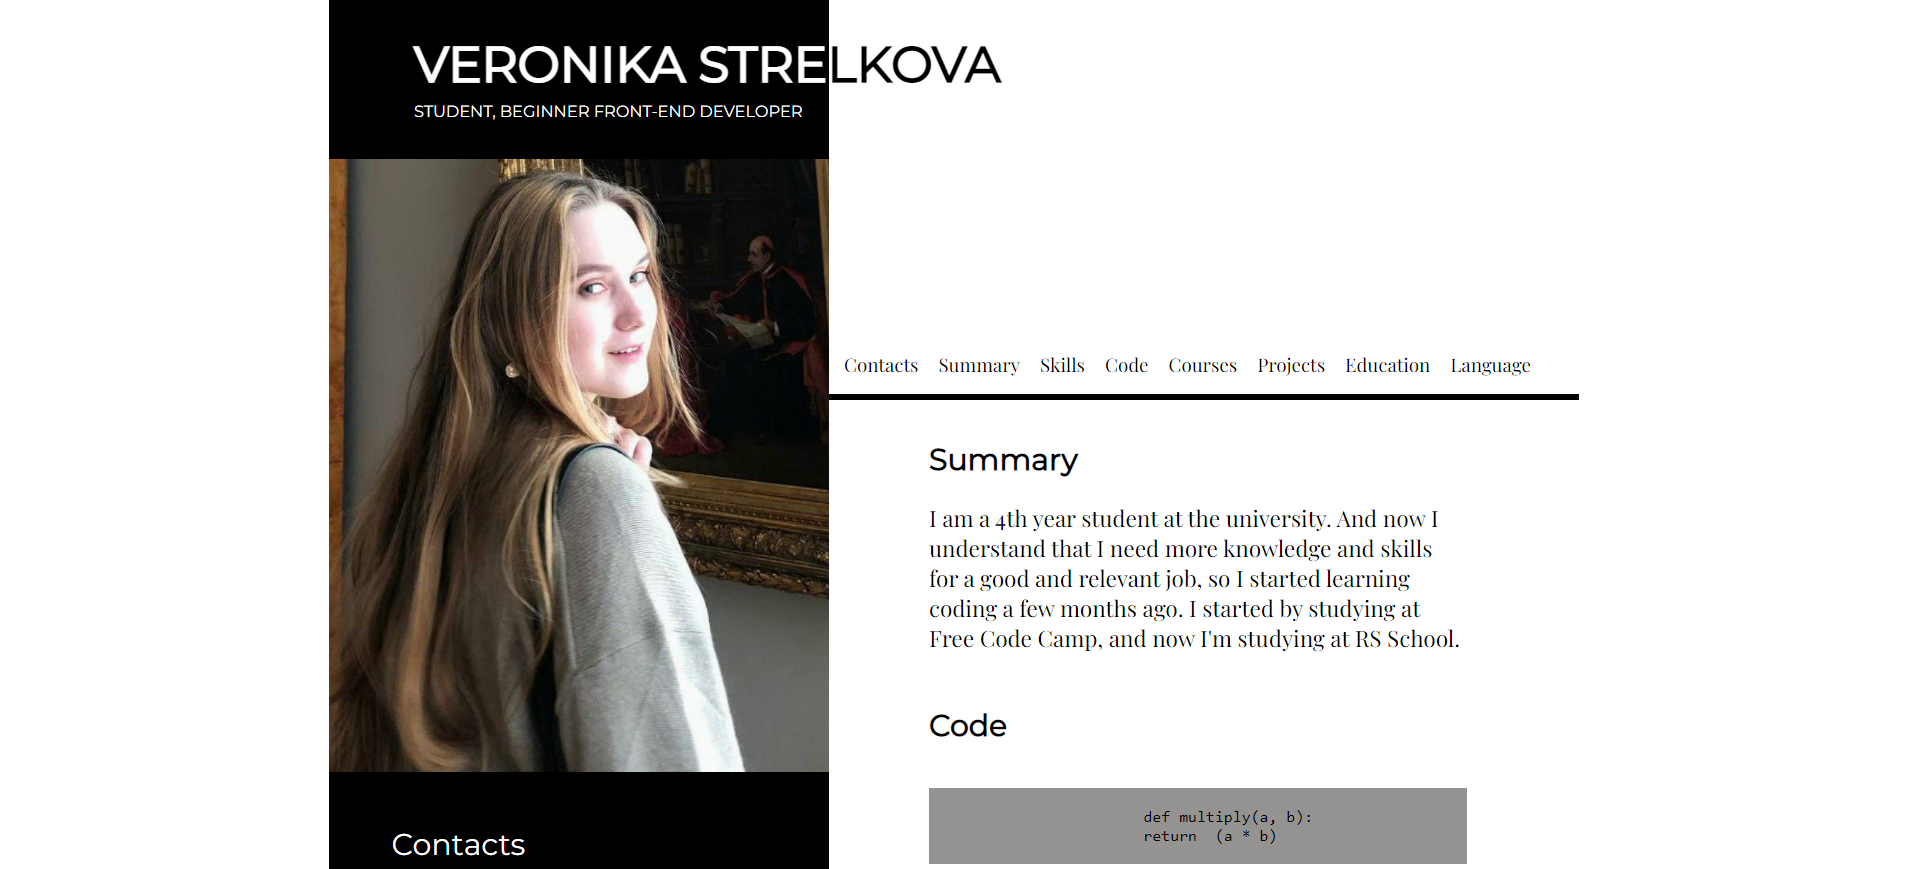 VERONIKA STRELKOVA
STUDENT, BEGINNER FRONT-END DEVELOPER
Contacts Summary Skills Code Courses Projects Education Language
Summary
I am a 4th year student at the university. And now I
understand that I need more knowledge and skills
for a good and relevant job, so I started learning
coding a few months ago. I started by studying at
Free Code Camp, and now I'm studying at RS School.
Code
def multiply(a, b):
return  (a * b)
Contacts